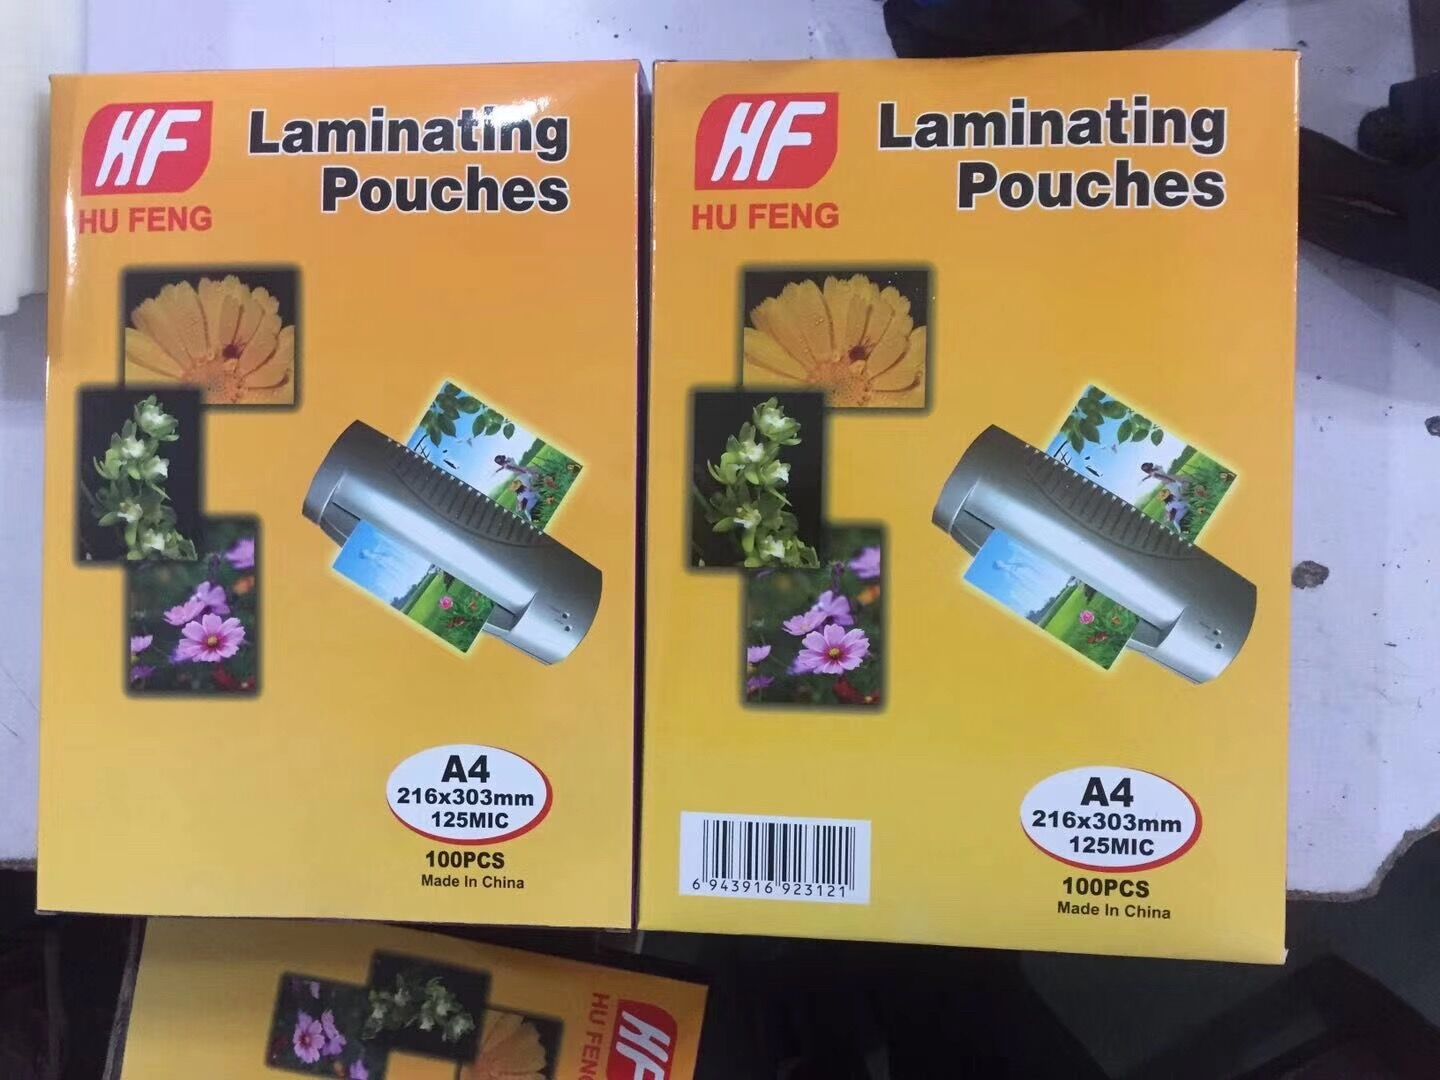 HF
HU FENG
Laminating
Pouches
A4
216x303mm
125MIC
100PCS
Made In China
HF
HU FENG
Laminating
Pouches
6 943916 923121
A4
216x303mm
125MIC
100PCS
Made In China
HU FENG
HF